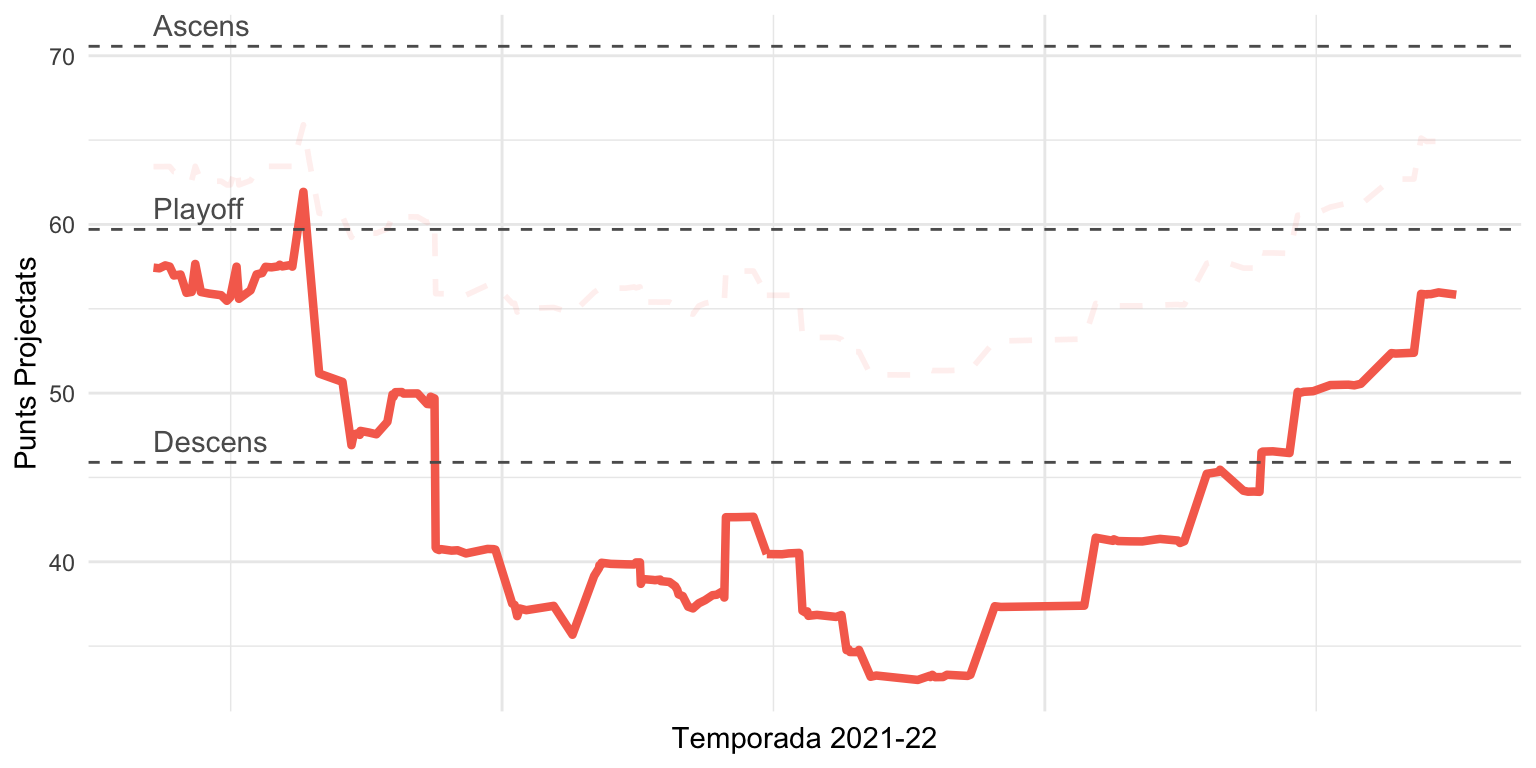 Ascens
70
Playoff
60
50
Descens
40
Punts Projectats
Temporada 2021-22